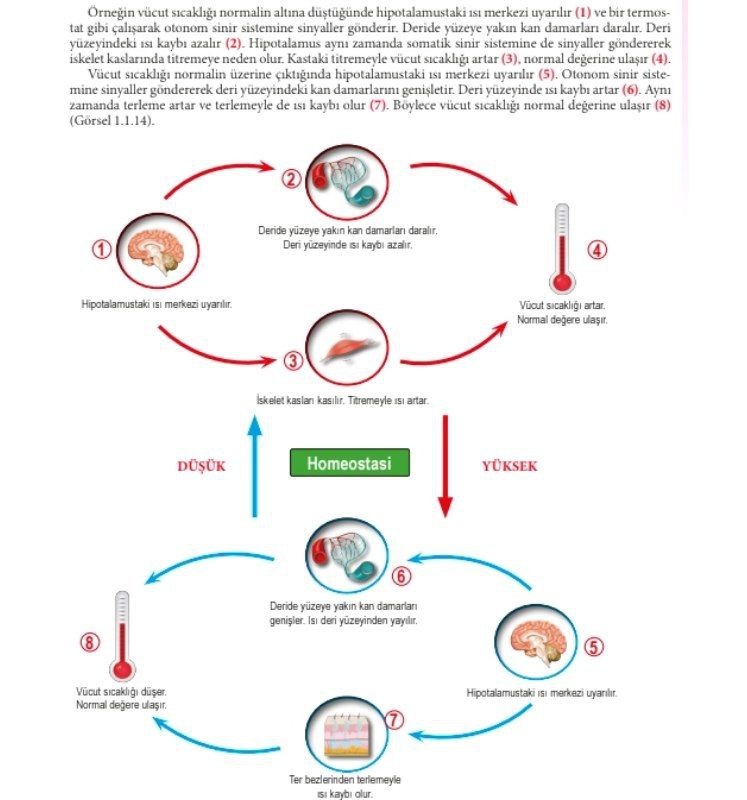 Örneğin vücut sıcaklığı normalin altına düştüğünde hipotalamustaki ısı merkezi uyarılır (1) ve bir termos-
tat gibi çalışarak otonom sinir sistemine sinyaller gönderir. Deride yüzeye yakın kan damarları daralır. Deri
yüzeyindeki ısı kaybı azalır (2). Hipotalamus aynı zamanda somatik sinir sistemine de sinyaller göndererek
iskelet kaslarında titremeye neden olur. Kastaki titremeyle vücut sıcaklığı artar (3), normal değerine ulaşır (4).
Vücut sıcaklığı normalin üzerine çıktığında hipotalamustaki ısı merkezi uyarılır (5). Otonom sinir siste-
mine sinyaller göndererek deri yüzeyindeki kan damarlarını genişletir. Deri yüzeyinde ısı kaybı artar (6). Aynı
zamanda terleme artar ve terlemeyle de ısı kaybı olur (7). Böylece vücut sıcaklığı normal değerine ulaşır (8)
(Görsel 1.1.14).
2
Deride yüzeye yakın kan damarları daralır.
Deri yüzeyinde ısı kaybı azalır.
1
Hipotalamustaki ısı merkezi uyarılır.
4
Vücut sıcaklığı artar.
Normal değere ulaşır.
3
İskelet kasları kasılır. Titremeyle ısı artar.
DÜŞÜK
Homeostasi
YÜKSEK
6
Deride yüzeye yakın kan damarları
genişler. Isı deri yüzeyinden yayılır.
8
Vücut sıcaklığı düşer.
Normal değere ulaşır.
5
Hipotalamustaki ısı merkezi uyarılır.
7
Ter bezlerinden terlemeyle
ısı kaybı olur.